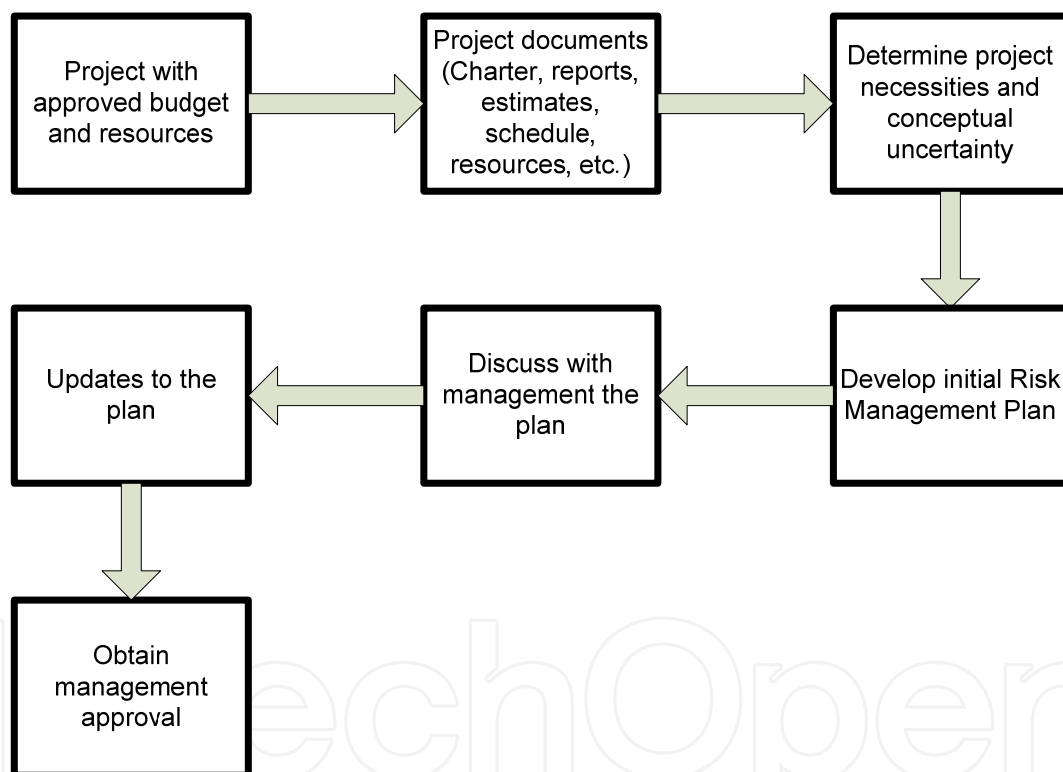 Project with
approved budget
and resources
Project documents
(Charter, reports,
estimates,
schedule,
resources, etc.)
Determine project
necessities and
conceptual
uncertainty
Develop initial Risk
Management Plan
Discuss with
management the
plan
Updates to the
plan
Obtain
management
approval
echOpen